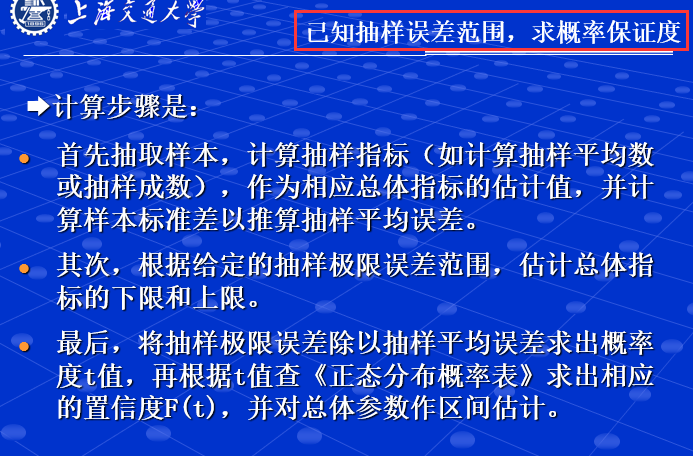 上海交通大学
已知抽样误差范围，求概率保证度
计算步骤是：
首先抽取样本，计算抽样指标（如计算抽样平均数
或抽样成数），作为相应总体指标的估计值，并计
算样本标准差以推算抽样平均误差。
其次，根据给定的抽样极限误差范围，估计总体指
标的下限和上限。
最后，将抽样极限误差除以抽样平均误差求出概率
度t值，再根据t值查《正态分布概率表》求出相应
的置信度F(t)，并对总体参数作区间估计。